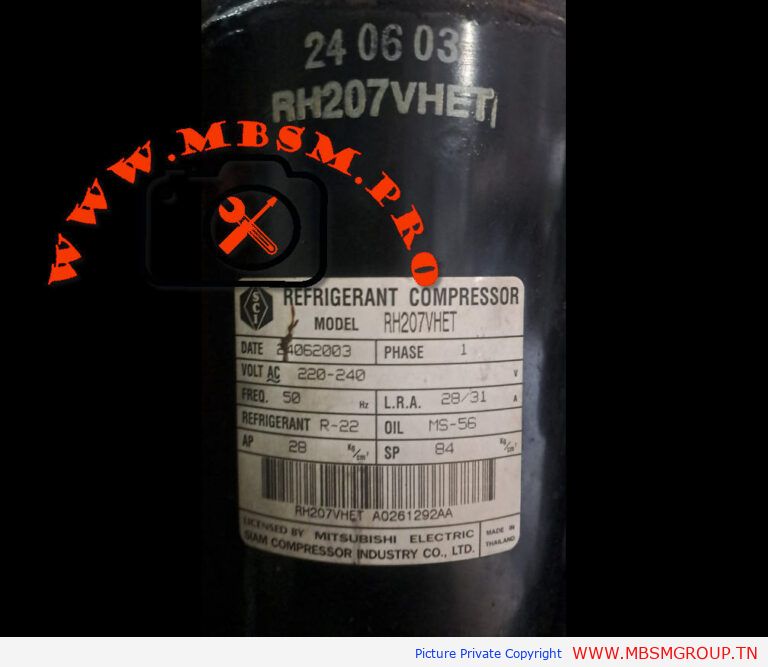 24 06 03
RH207VHET
WWW.MBSM.PRO
SCI
REFRIGERANT COMPRESSOR
MODEL RH207VHET
DATE 24062003 PHASE 1
VOLT AC 220-240 V
FREQ. 50 Hz L.R.A. 28/31 A
REFRIGERANT R-22 OIL MS-56
AP 28 Kg/cm² SP 84 Kg/cm²
RH207VHET A0261292AA
LICENSED BY MITSUBISHI ELECTRIC
SIAM COMPRESSOR INDUSTRY CO., LTD.
MADE IN
THAILAND
Picture Private Copyright WWW.MBSMGROUP.TN